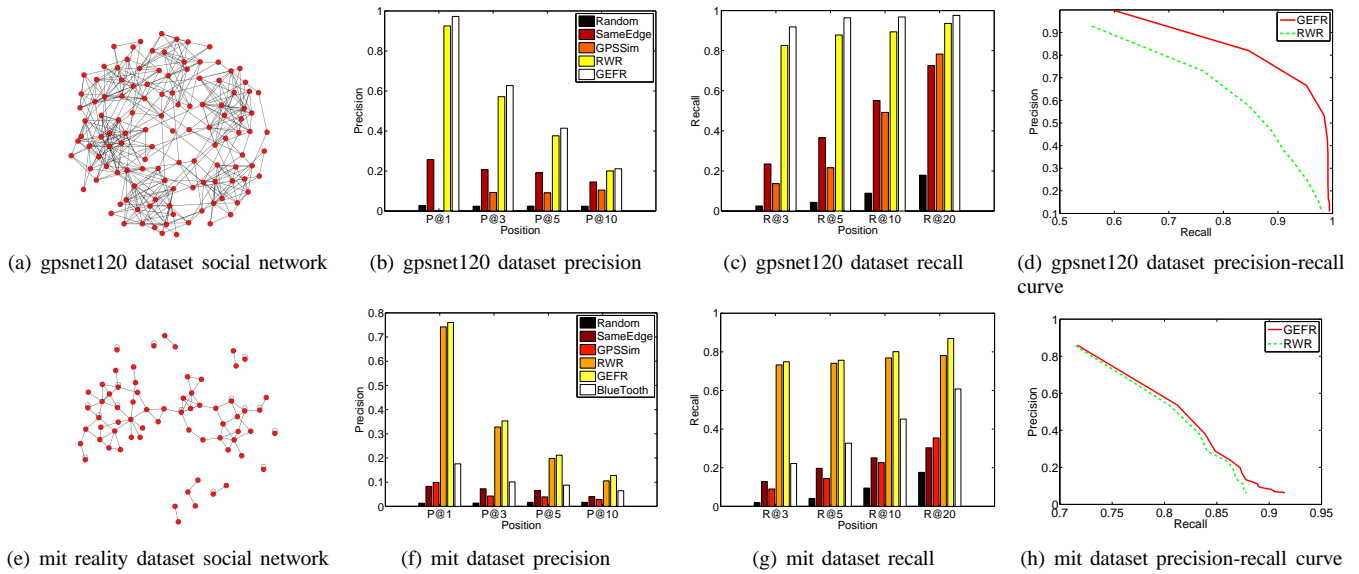 Random
SameEdge
GPSSim
RWR
GEFR
1
0.8
0.6
0.4
0.2
0
Precision
P@1 P@3 P@5 P@10
Position
1
0.8
0.6
0.4
0.2
0
Recall
R@3 R@5 R@10 R@20
Position
GEFR
RWR
0.9
0.8
0.7
0.6
0.5
0.4
0.3
0.2
0.1
Precision
0.5 0.6 0.7 0.8 0.9 1
Recall
(a) gpsnet120 dataset social network
(b) gpsnet120 dataset precision
(c) gpsnet120 dataset recall
(d) gpsnet120 dataset precision-recall
curve
Random
SameEdge
GPSSim
RWR
GEFR
BlueTooth
0.8
0.7
0.6
0.5
0.4
0.3
0.2
0.1
0
Precision
P@1 P@3 P@5 P@10
Position
1
0.8
0.6
0.4
0.2
0
Recall
R@3 R@5 R@10 R@20
Position
GEFR
RWR
1
0.8
0.6
0.4
0.2
0
Precision
0.7 0.75 0.8 0.85 0.9 0.95
Recall
(e) mit reality dataset social network
(f) mit dataset precision
(g) mit dataset recall
(h) mit dataset precision-recall curve